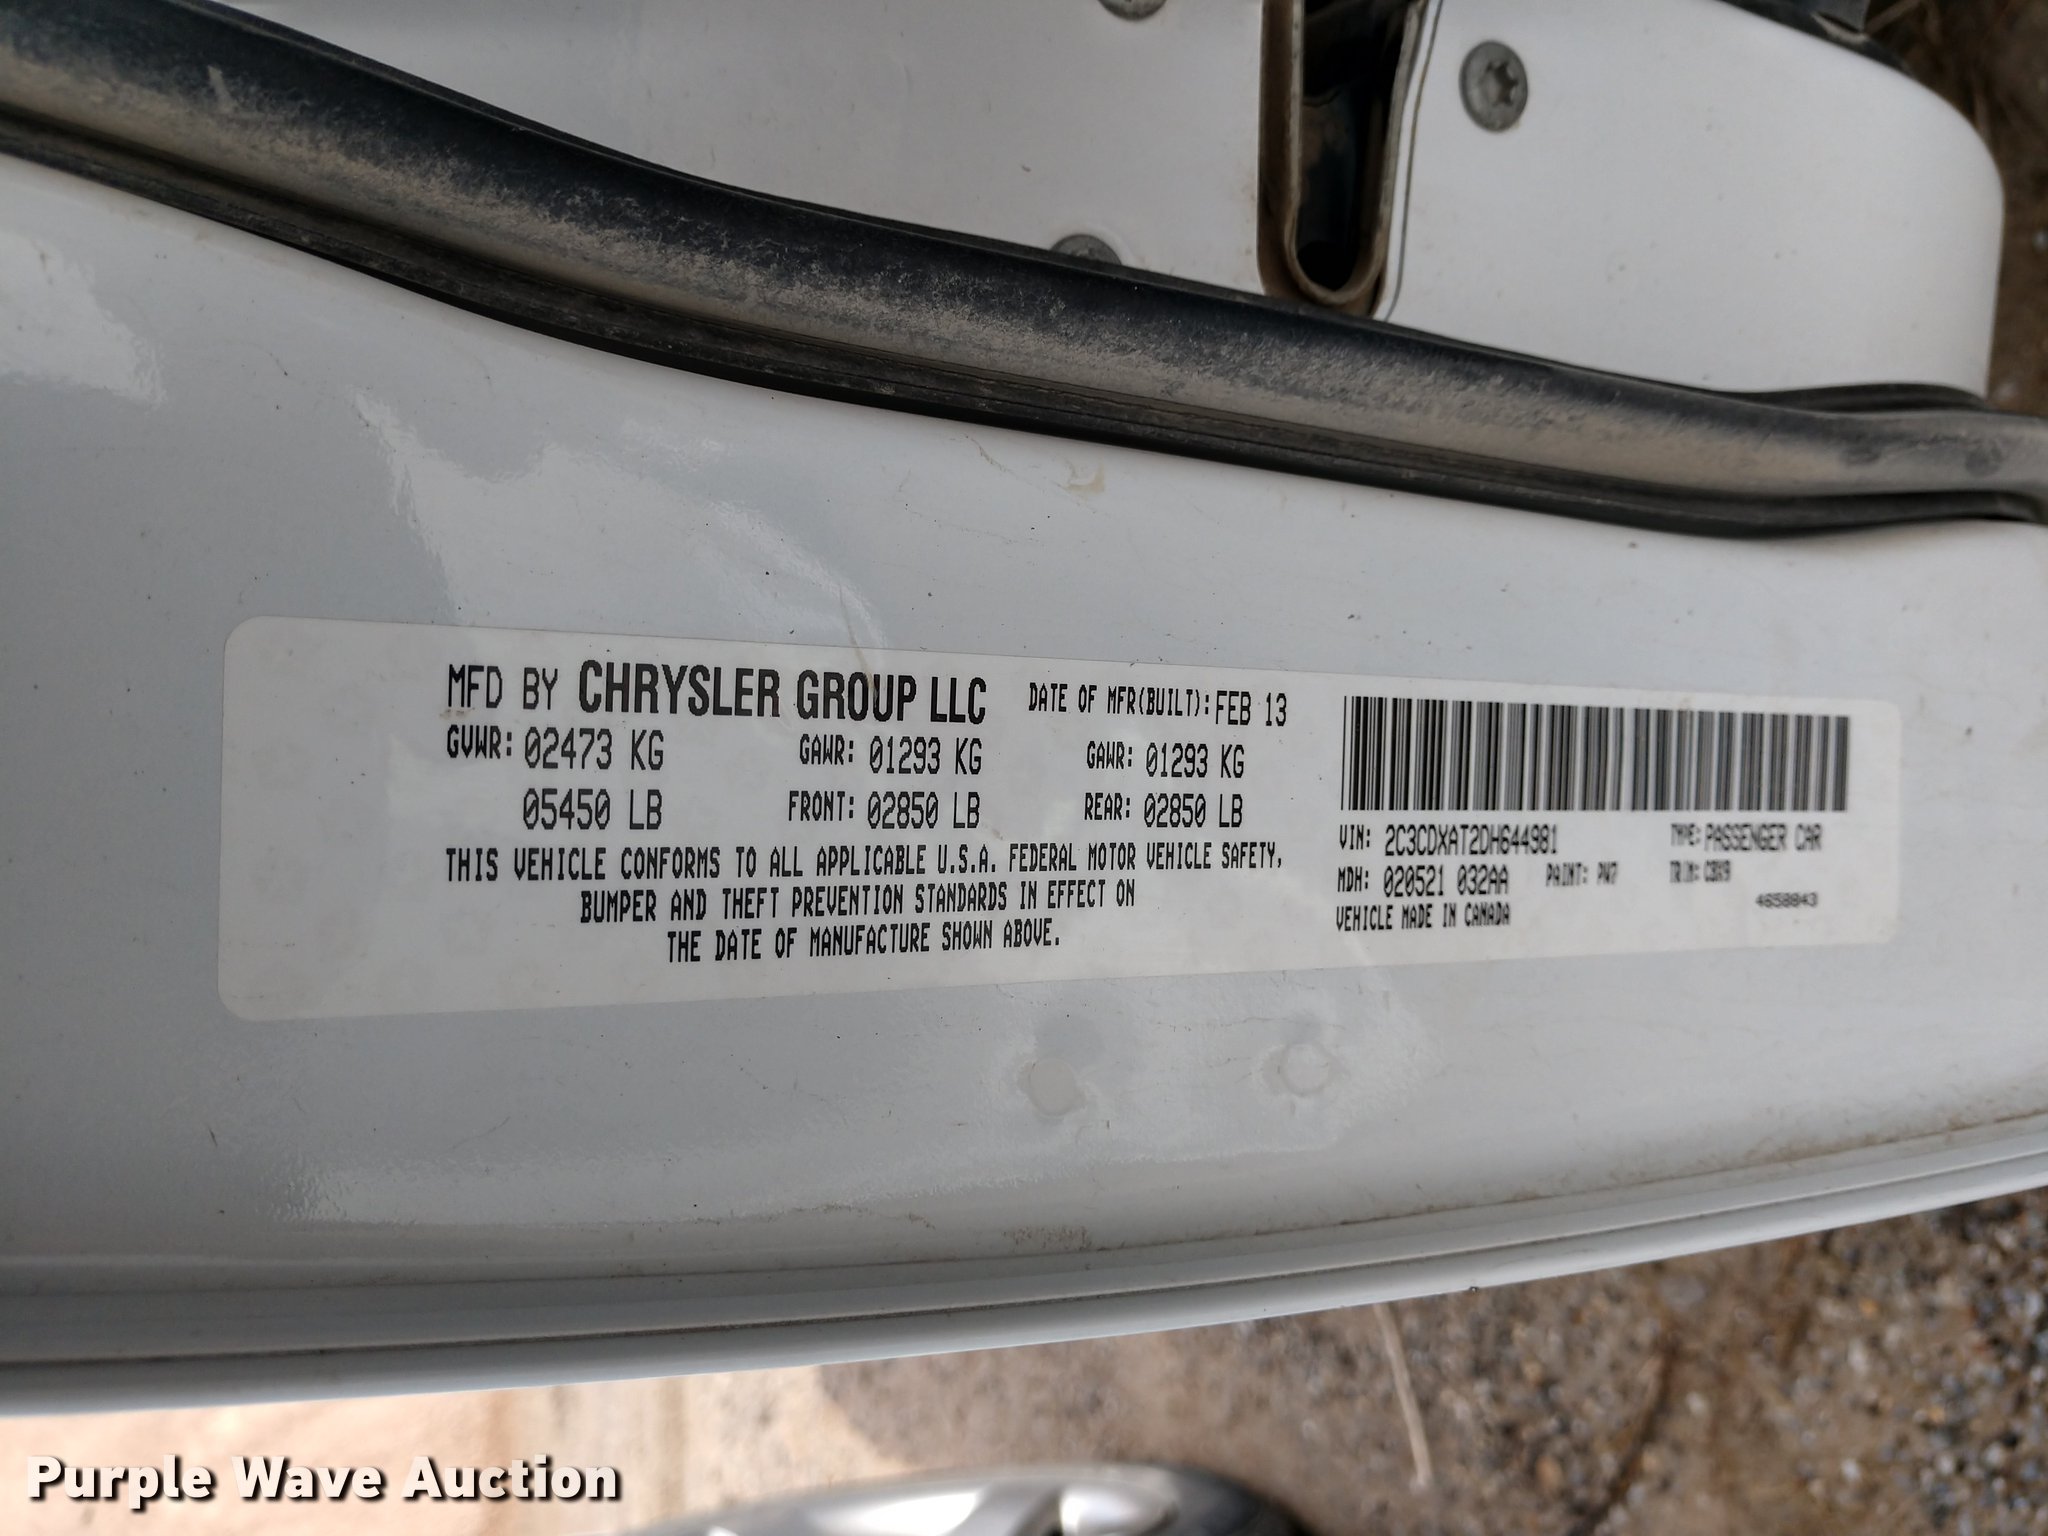 MFD BY CHRYSLER GROUP LLC DATE OF MFR(BUILT): FEB 13
GVWR: 02473 KG GAWR: 01293 KG GAWR: 01293 KG
05450 LB FRONT: 02850 LB REAR: 02850 LB
THIS VEHICLE CONFORMS TO ALL APPLICABLE U.S.A. FEDERAL MOTOR VEHICLE SAFETY,
BUMPER AND THEFT PREVENTION STANDARDS IN EFFECT ON
THE DATE OF MANUFACTURE SHOWN ABOVE.
VIN: 2C3CDXAT2DH644981 TYPE: PASSENGER CAR
MDH: 020521 032AA PAINT: PW7 TRIM: C8X9
VEHICLE MADE IN CANADA 4658843
Purple Wave Auction